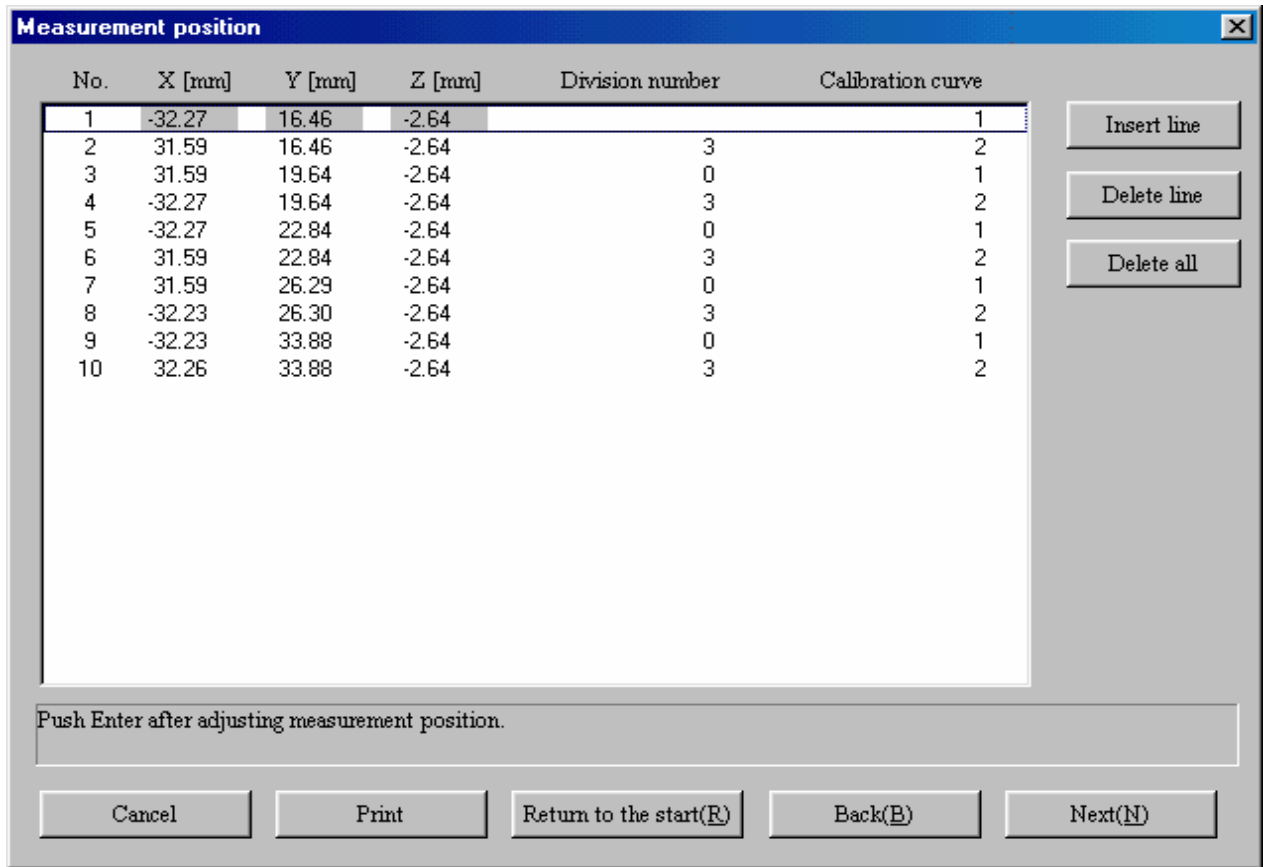 Measurement position
No. X [mm] Y [mm] Z [mm] Division number Calibration curve
1 -32.27 16.46 -2.64 1
2 31.59 16.46 -2.64 3 2
3 31.59 19.64 -2.64 0 1
4 -32.27 19.64 -2.64 3 2
5 -32.27 22.84 -2.64 0 1
6 31.59 22.84 -2.64 3 2
7 31.59 26.29 -2.64 0 1
8 -32.23 26.30 -2.64 3 2
9 -32.23 33.88 -2.64 0 1
10 32.26 33.88 -2.64 3 2
Insert line
Delete line
Delete all
Push Enter after adjusting measurement position.
Cancel Print Return to the start(R) Back(B) Next(N)